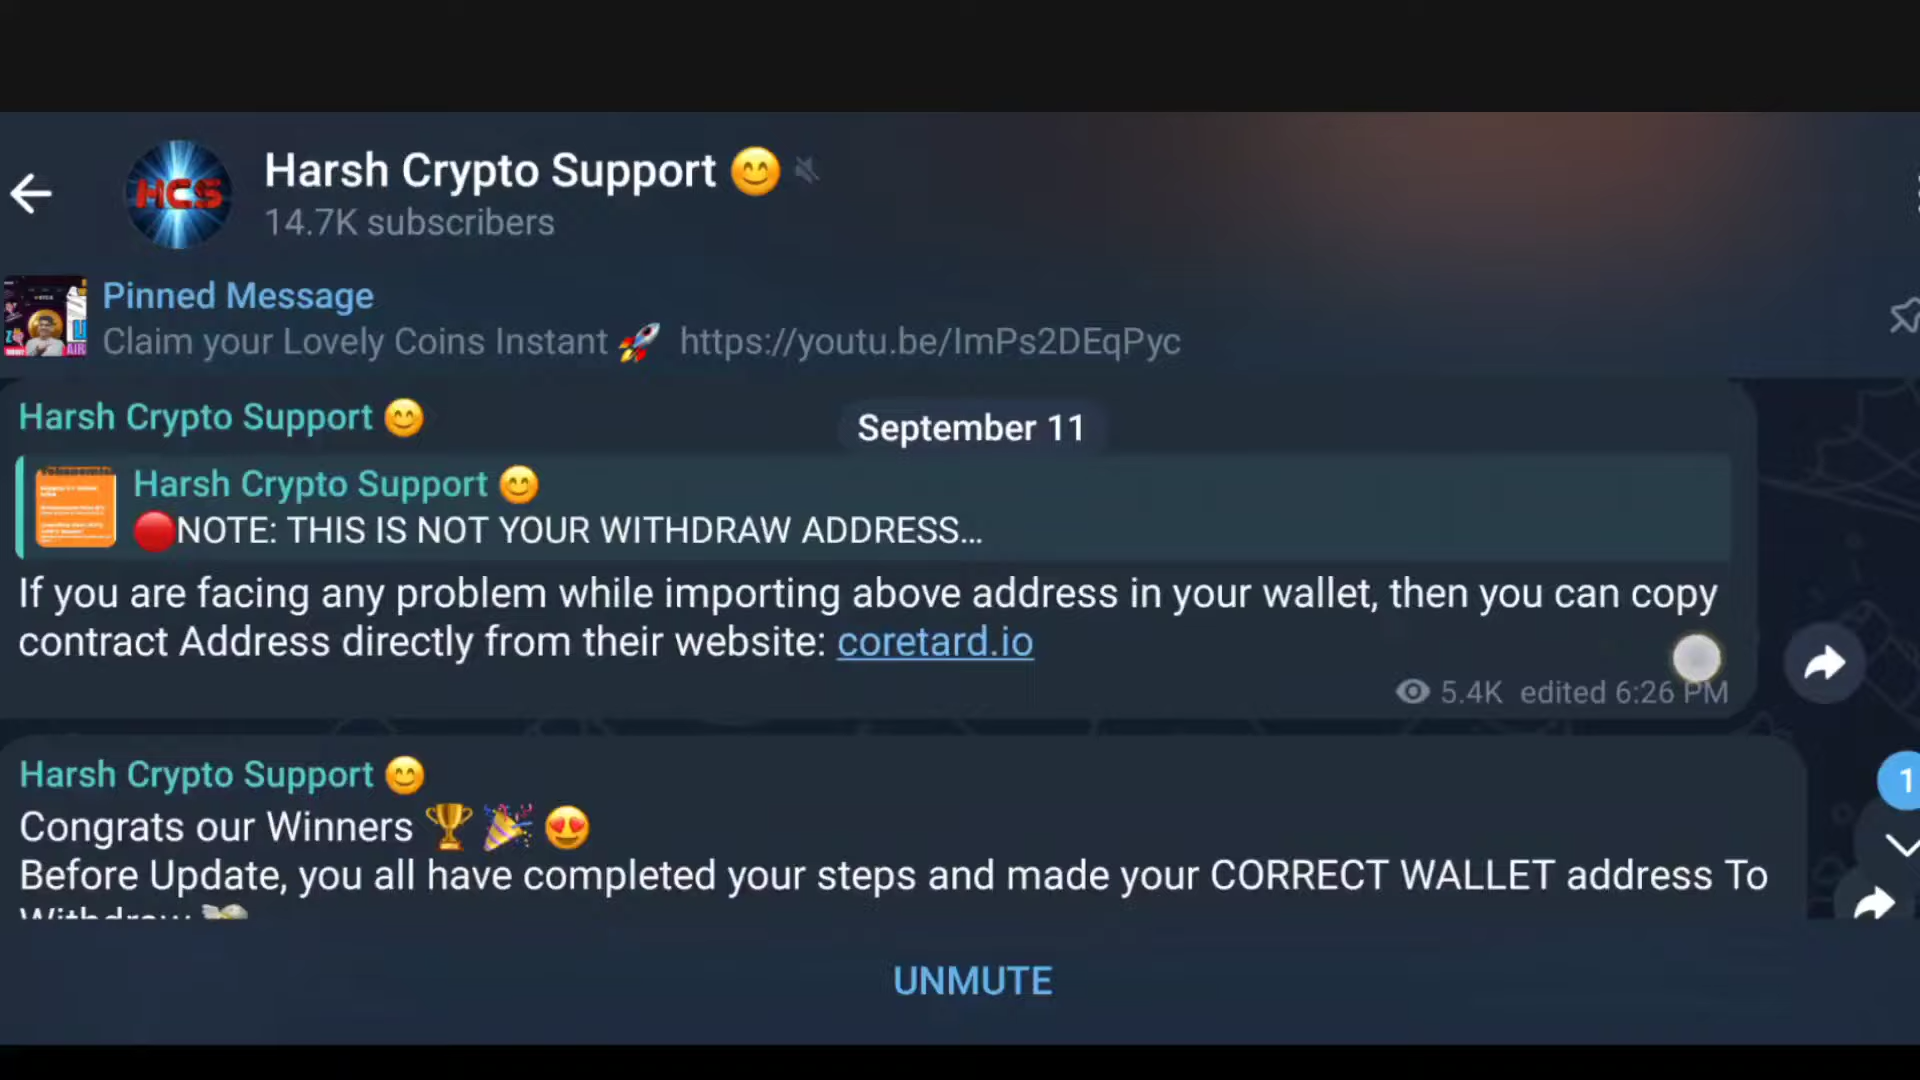 Harsh Crypto Support 😊
14.7K subscribers
HCS
Pinned Message
Claim your Lovely Coins Instant 🚀 https://youtu.be/ImPs2DEqPyc
Harsh Crypto Support 😊
September 11
Harsh Crypto Support 😊
🔴NOTE: THIS IS NOT YOUR WITHDRAW ADDRESS...
If you are facing any problem while importing above address in your wallet, then you can copy
contract Address directly from their website: coretard.io
5.4K edited 6:26 PM
Harsh Crypto Support 😊
1
Congrats our Winners 🏆 🎉 😍
Before Update, you all have completed your steps and made your CORRECT WALLET address To
Withdraw 💸
UNMUTE